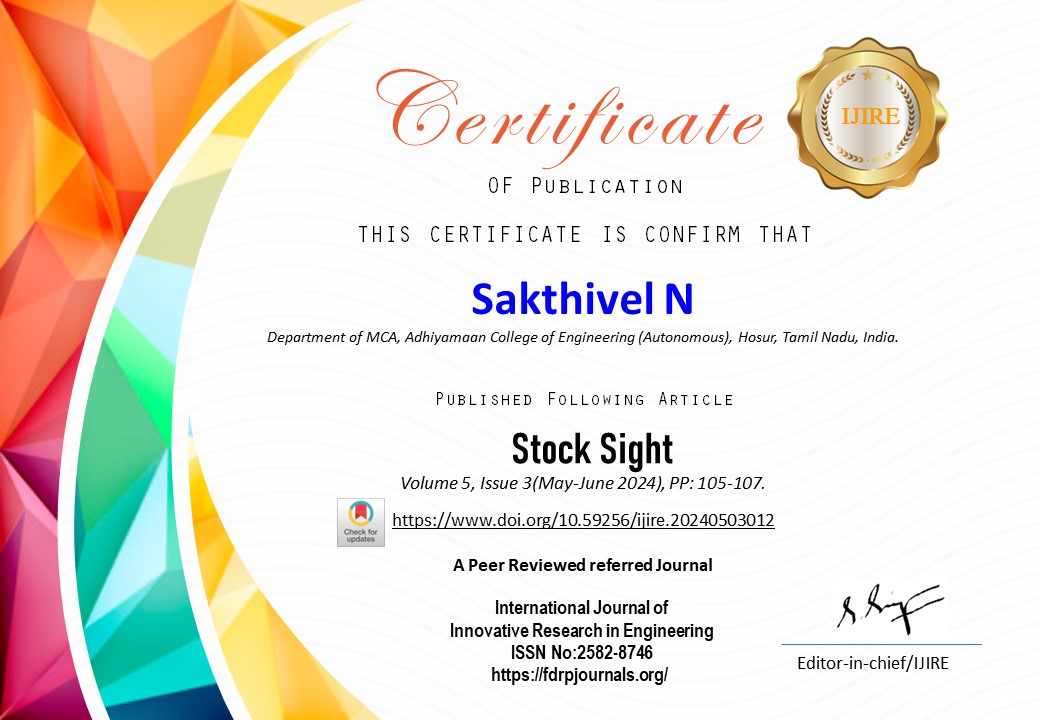 Certificate
IJIRE
OF PUBLICATION
THIS CERTIFICATE IS CONFIRM THAT
Sakthivel N
Department of MCA, Adhiyamaan College of Engineering (Autonomous), Hosur, Tamil Nadu, India.
PUBLISHED FOLLOWING ARTICLE
Stock Sight
Volume 5, Issue 3(May-June 2024), PP: 105-107.
Check for
updates
https://www.doi.org/10.59256/ijire.20240503012
A Peer Reviewed referred Journal
International Journal of
Innovative Research in Engineering
ISSN No:2582-8746
https://fdrpjournals.org/
Editor-in-chief/IJIRE